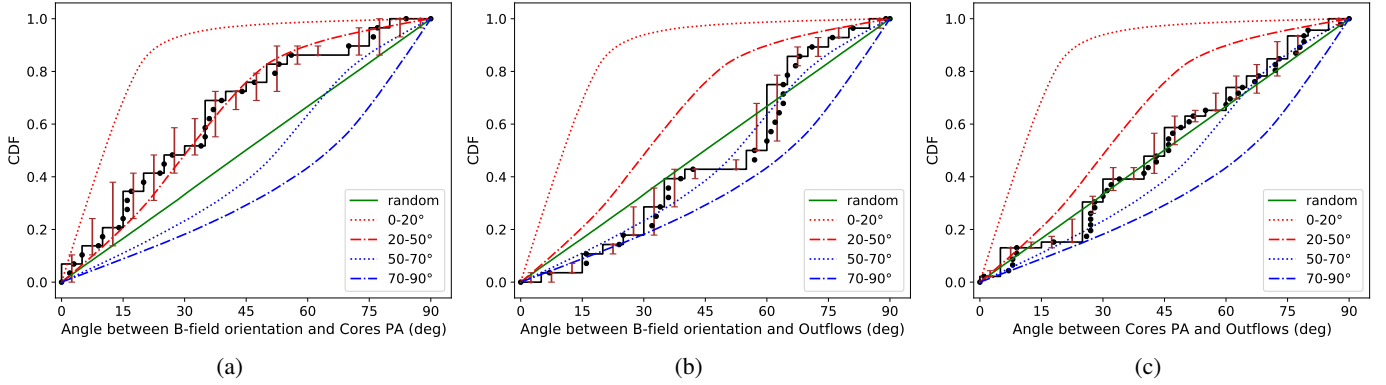 CDF
1.0
0.8
0.6
0.4
0.2
0.0
random
0-20°
20-50°
50-70°
70-90°
0 15 30 45 60 75 90
Angle between B-field orientation and Cores PA (deg)
(a)
CDF
1.0
0.8
0.6
0.4
0.2
0.0
random
0-20°
20-50°
50-70°
70-90°
0 15 30 45 60 75 90
Angle between B-field orientation and Outflows (deg)
(b)
CDF
1.0
0.8
0.6
0.4
0.2
0.0
random
0-20°
20-50°
50-70°
70-90°
0 15 30 45 60 75 90
Angle between Cores PA and Outflows (deg)
(c)